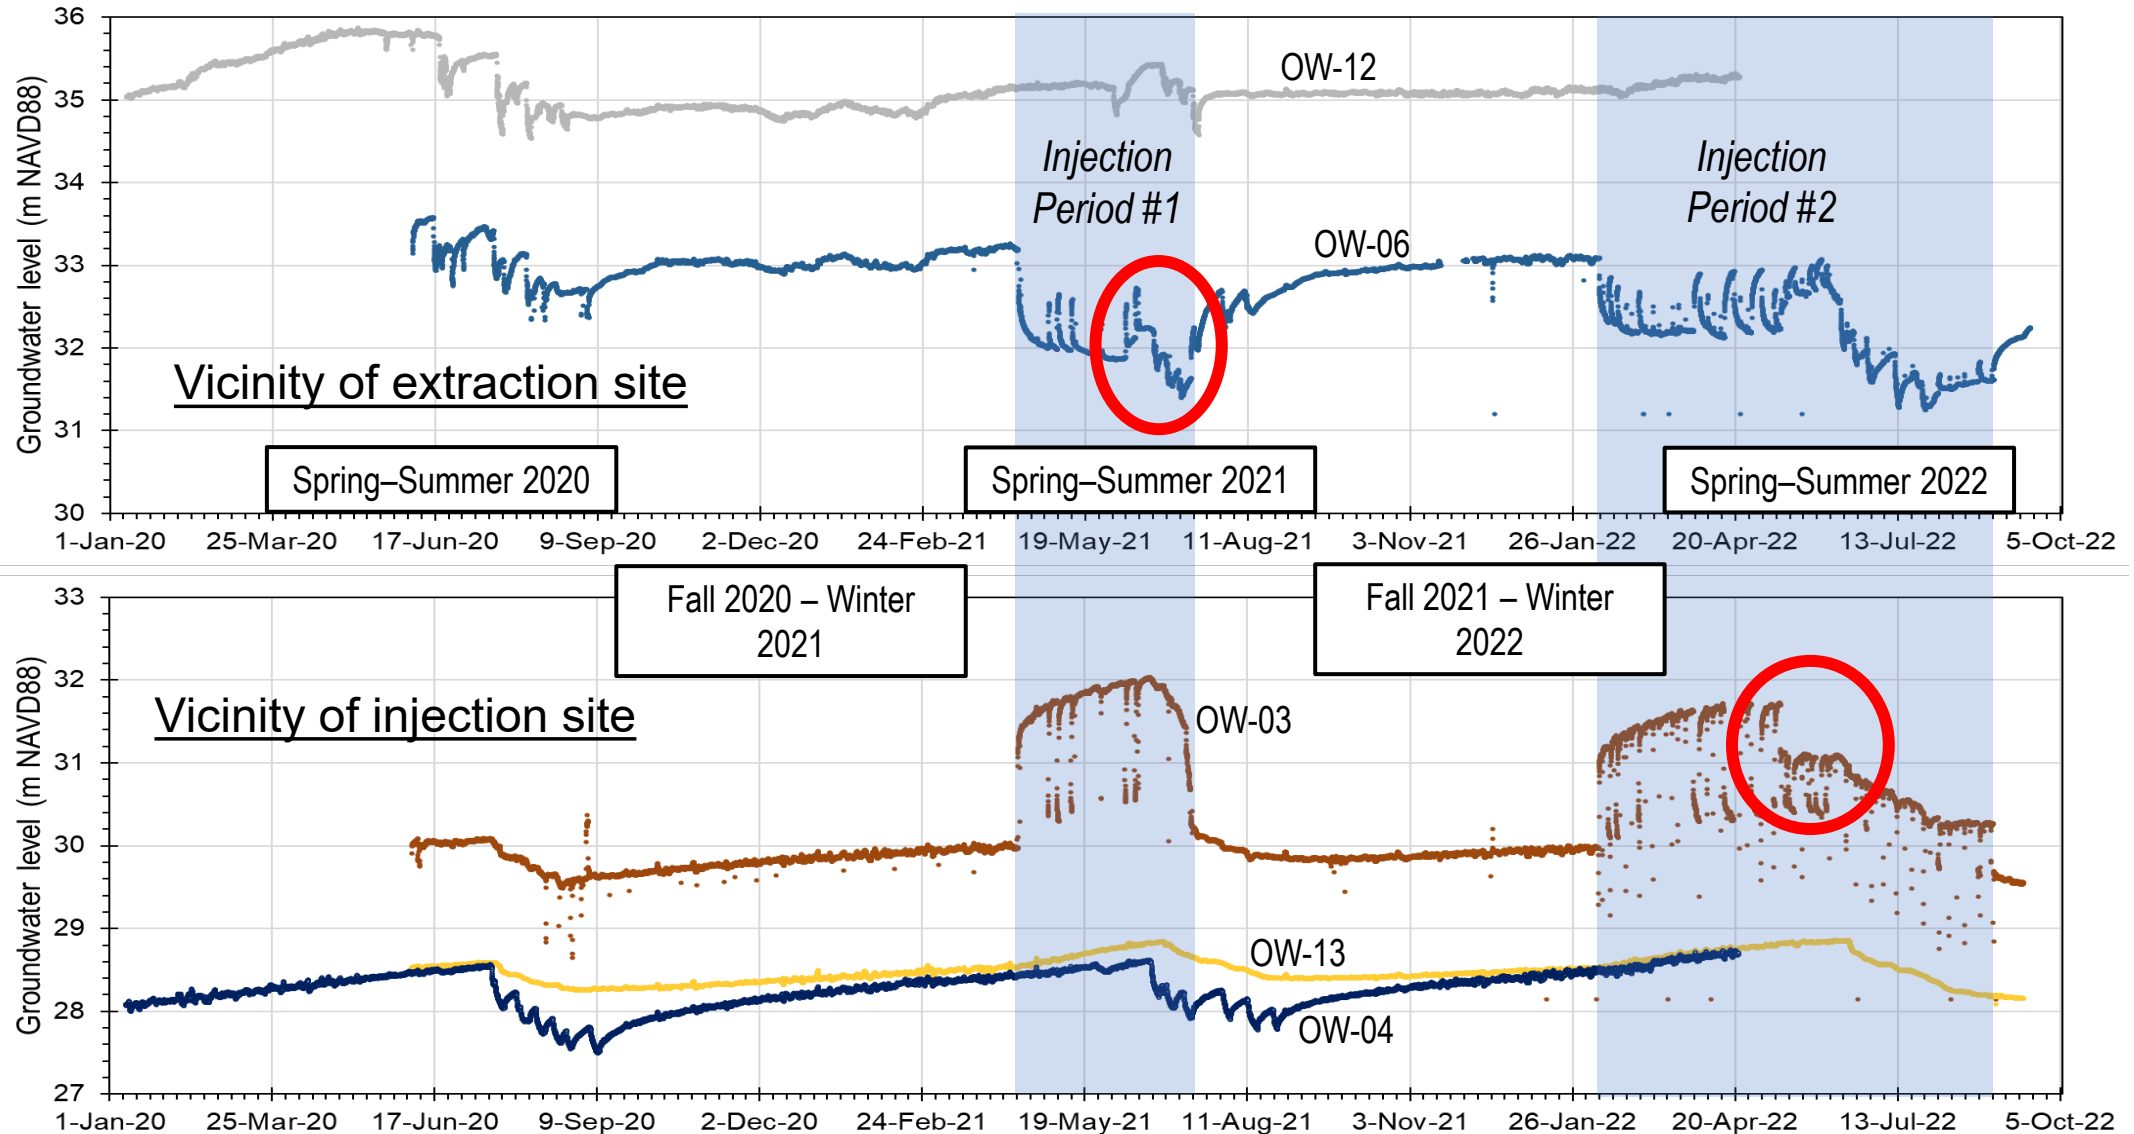 Groundwater level (m NAVD88)
36
35
34
33
32
31
30
OW-12
Injection
Period #1
Injection
Period #2
OW-06
Vicinity of extraction site
Spring–Summer 2020
Spring–Summer 2021
Spring–Summer 2022
1-Jan-20 25-Mar-20 17-Jun-20 9-Sep-20 2-Dec-20 24-Feb-21 19-May-21 11-Aug-21 3-Nov-21 26-Jan-22 20-Apr-22 13-Jul-22 5-Oct-22
Fall 2020 – Winter
2021
Fall 2021 – Winter
2022
Groundwater level (m NAVD88)
33
32
31
30
29
28
27
Vicinity of injection site
OW-03
OW-13
OW-04
1-Jan-20 25-Mar-20 17-Jun-20 9-Sep-20 2-Dec-20 24-Feb-21 19-May-21 11-Aug-21 3-Nov-21 26-Jan-22 20-Apr-22 13-Jul-22 5-Oct-22